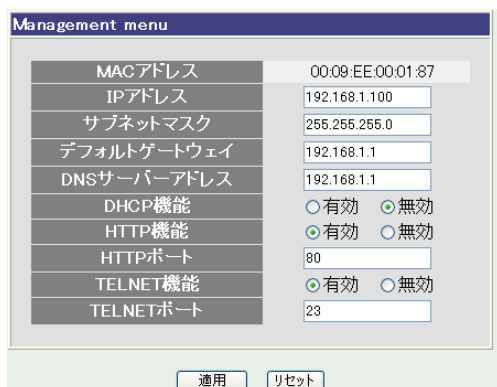 Management menu
MACアドレス 00:09:EE:00:01:87
IPアドレス 192.168.1.100
サブネットマスク 255.255.255.0
デフォルトゲートウェイ 192.168.1.1
DNSサーバーアドレス 192.168.1.1
DHCP機能 有効 無効
HTTP機能 有効 無効
HTTPポート 80
TELNET機能 有効 無効
TELNETポート 23
適用 リセット